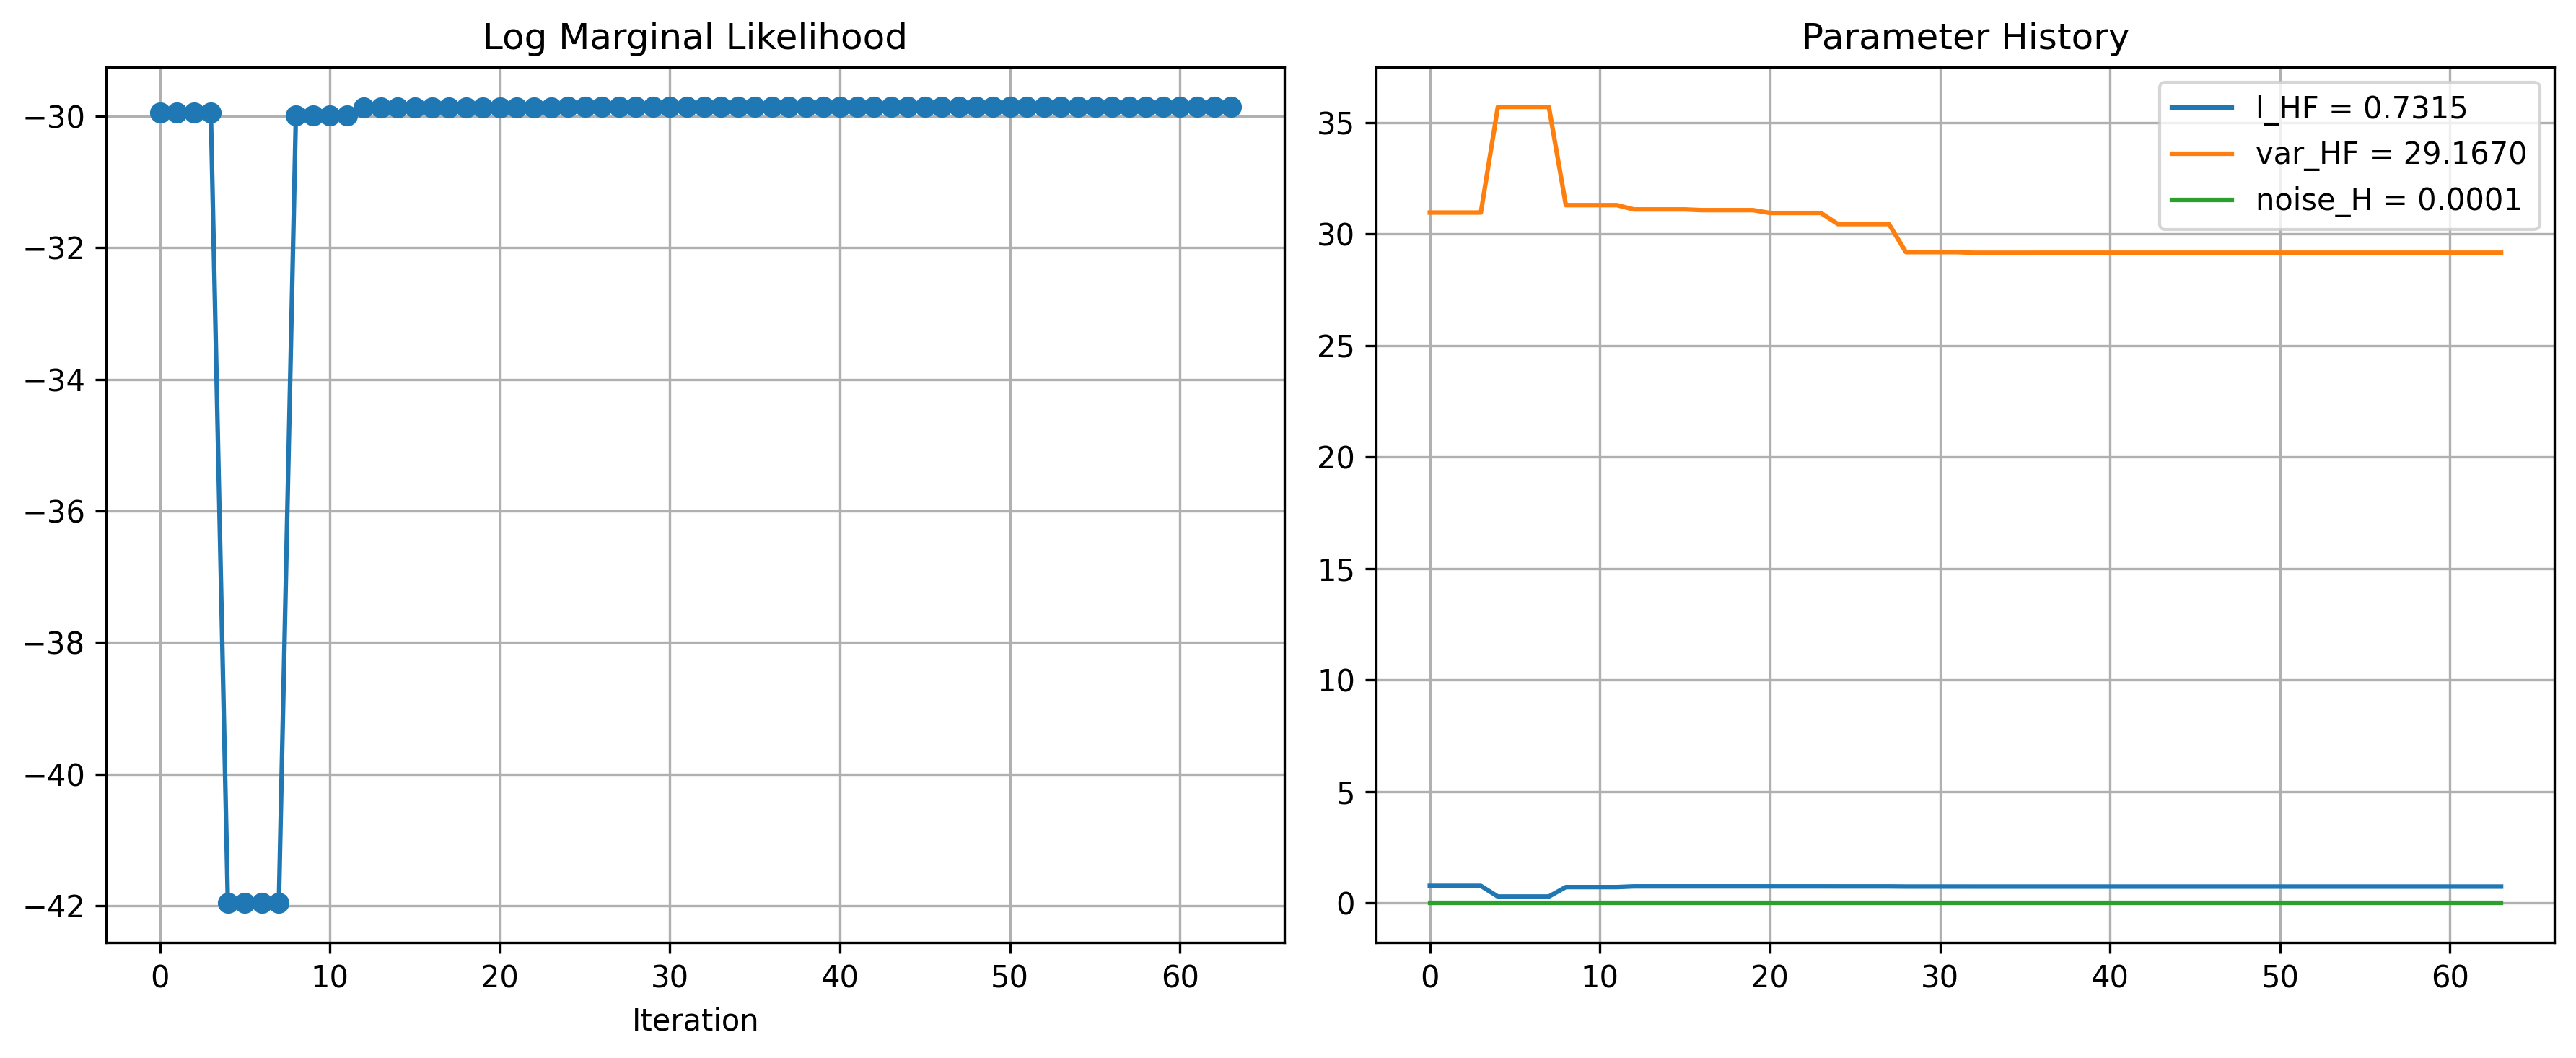 Log Marginal Likelihood
−30
−32
−34
−36
−38
−40
−42
0 10 20 30 40 50 60
Iteration
Parameter History
35
30
25
20
15
10
5
0
0 10 20 30 40 50 60
l_HF = 0.7315
var_HF = 29.1670
noise_H = 0.0001